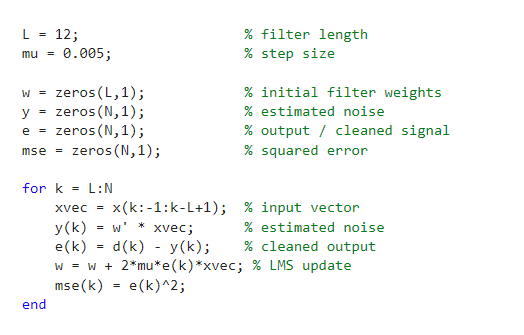 L = 12;                    % filter length
mu = 0.005;                % step size
w = zeros(L,1);            % initial filter weights
y = zeros(N,1);            % estimated noise
e = zeros(N,1);            % output / cleaned signal
mse = zeros(N,1);          % squared error
for k = L:N
    xvec = x(k:-1:k-L+1);  % input vector
    y(k) = w' * xvec;      % estimated noise
    e(k) = d(k) - y(k);    % cleaned output
    w = w + 2*mu*e(k)*xvec; % LMS update
    mse(k) = e(k)^2;
end